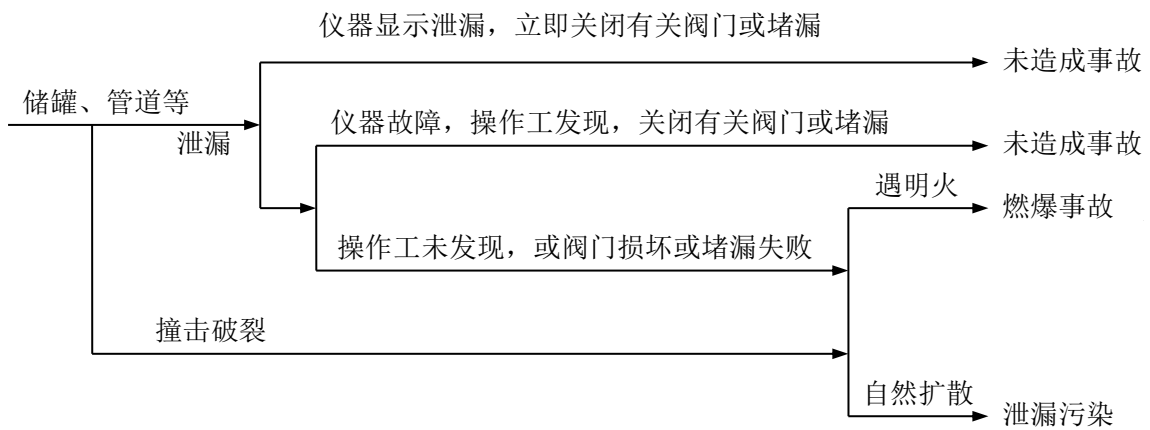 仪器显示泄漏，立即关闭有关阀门或堵漏
未造成事故
储罐、管道等
泄漏
仪器故障，操作工发现，关闭有关阀门或堵漏
未造成事故
遇明火
燃爆事故
操作工未发现，或阀门损坏或堵漏失败
撞击破裂
自然扩散
泄漏污染